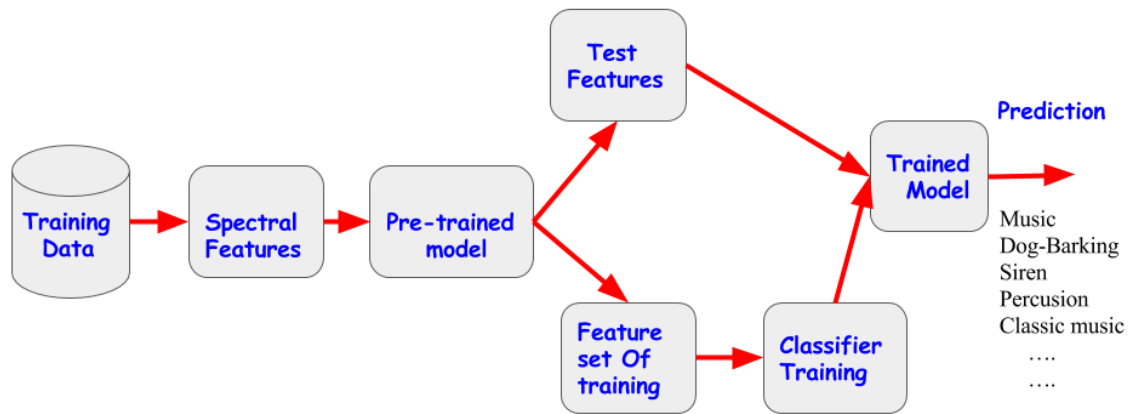 Training
Data
Spectral
Features
Pre-trained
model
Test
Features
Feature
set Of
training
Classifier
Training
Trained
Model
Prediction
Music
Dog-Barking
Siren
Percusion
Classic music
....
....